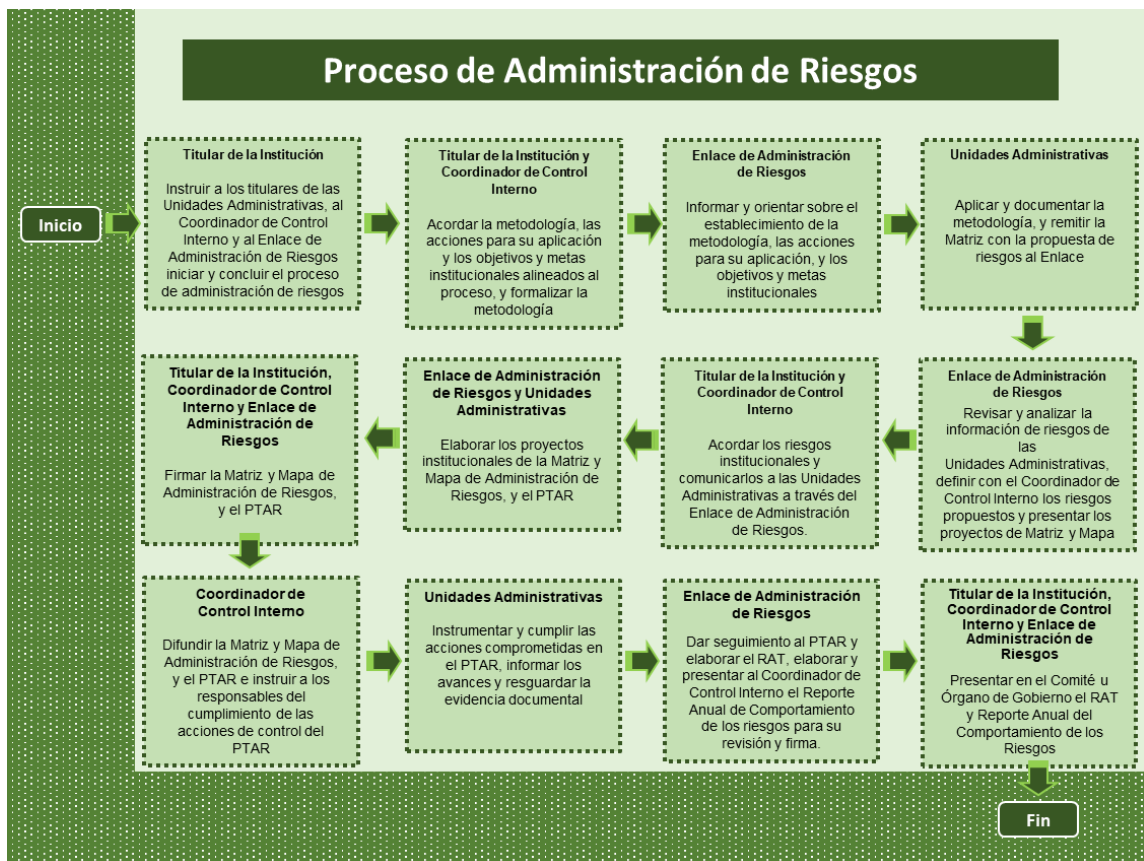 Proceso de Administración de Riesgos
Inicio
Titular de la Institución
Instruir a los titulares de las
Unidades Administrativas, al
Coordinador de Control
Interno y al Enlace de
Administración de Riesgos
iniciar y concluir el proceso
de administración de riesgos
Titular de la Institución y
Coordinador de Control
Interno
Acordar la metodología, las
acciones para su aplicación
y los objetivos y metas
institucionales alineados al
proceso, y formalizar la
metodología
Enlace de Administración
de Riesgos
Informar y orientar sobre el
establecimiento de la
metodología, las acciones
para su aplicación, y los
objetivos y metas
institucionales
Unidades Administrativas
Aplicar y documentar la
metodología, y remitir la
Matriz con la propuesta de
riesgos al Enlace
Enlace de Administración
de Riesgos
Revisar y analizar la
información de riesgos de
las
Unidades Administrativas,
definir con el Coordinador de
Control Interno los riesgos
propuestos y presentar los
proyectos de Matriz y Mapa
Titular de la Institución y
Coordinador de Control
Interno
Acordar los riesgos
institucionales y
comunicarlos a las Unidades
Administrativas a través del
Enlace de Administración
de Riesgos.
Enlace de Administración
de Riesgos y Unidades
Administrativas
Elaborar los proyectos
institucionales de la Matriz y
Mapa de Administración de
Riesgos, y el PTAR
Titular de la Institución,
Coordinador de Control
Interno y Enlace de
Administración de
Riesgos
Firmar la Matriz y Mapa de
Administración de Riesgos,
y el PTAR
Coordinador de
Control Interno
Difundir la Matriz y Mapa de
Administración de Riesgos,
y el PTAR e instruir a los
responsables del
cumplimiento de las
acciones de control del
PTAR
Unidades Administrativas
Instrumentar y cumplir las
acciones comprometidas en
el PTAR, informar los
avances y resguardar la
evidencia documental
Enlace de Administración
de Riesgos
Dar seguimiento al PTAR y
elaborar el RAT, elaborar y
presentar al Coordinador de
Control Interno el Reporte
Anual de Comportamiento
de los riesgos para su
revisión y firma.
Titular de la Institución,
Coordinador de Control
Interno y Enlace de
Administración de
Riesgos
Presentar en el Comité u
Órgano de Gobierno el RAT
y Reporte Anual del
Comportamiento de los
Riesgos
Fin